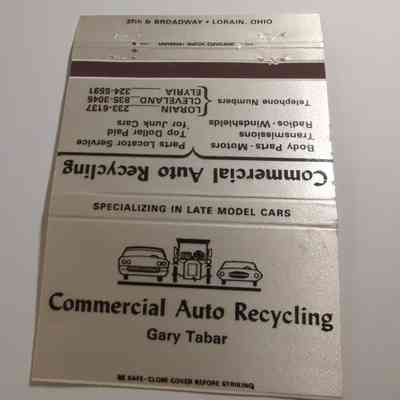 25th & BROADWAY • LORAIN, OHIO
SPECIALIZING IN LATE MODEL CARS
Commercial Auto Recycling
Gary Tabar
BE SAFE-CLOSE COVER BEFORE STRIKING
Commercial Auto Recycling
Body Parts - Motors
Transmissions
Radios - Windshields
Parts Locator Service
Top Dollar Paid
for Junk Cars
Telephone Numbers
LORAIN 233-6137
CLEVELAND 835-3045
ELYRIA 324-5591